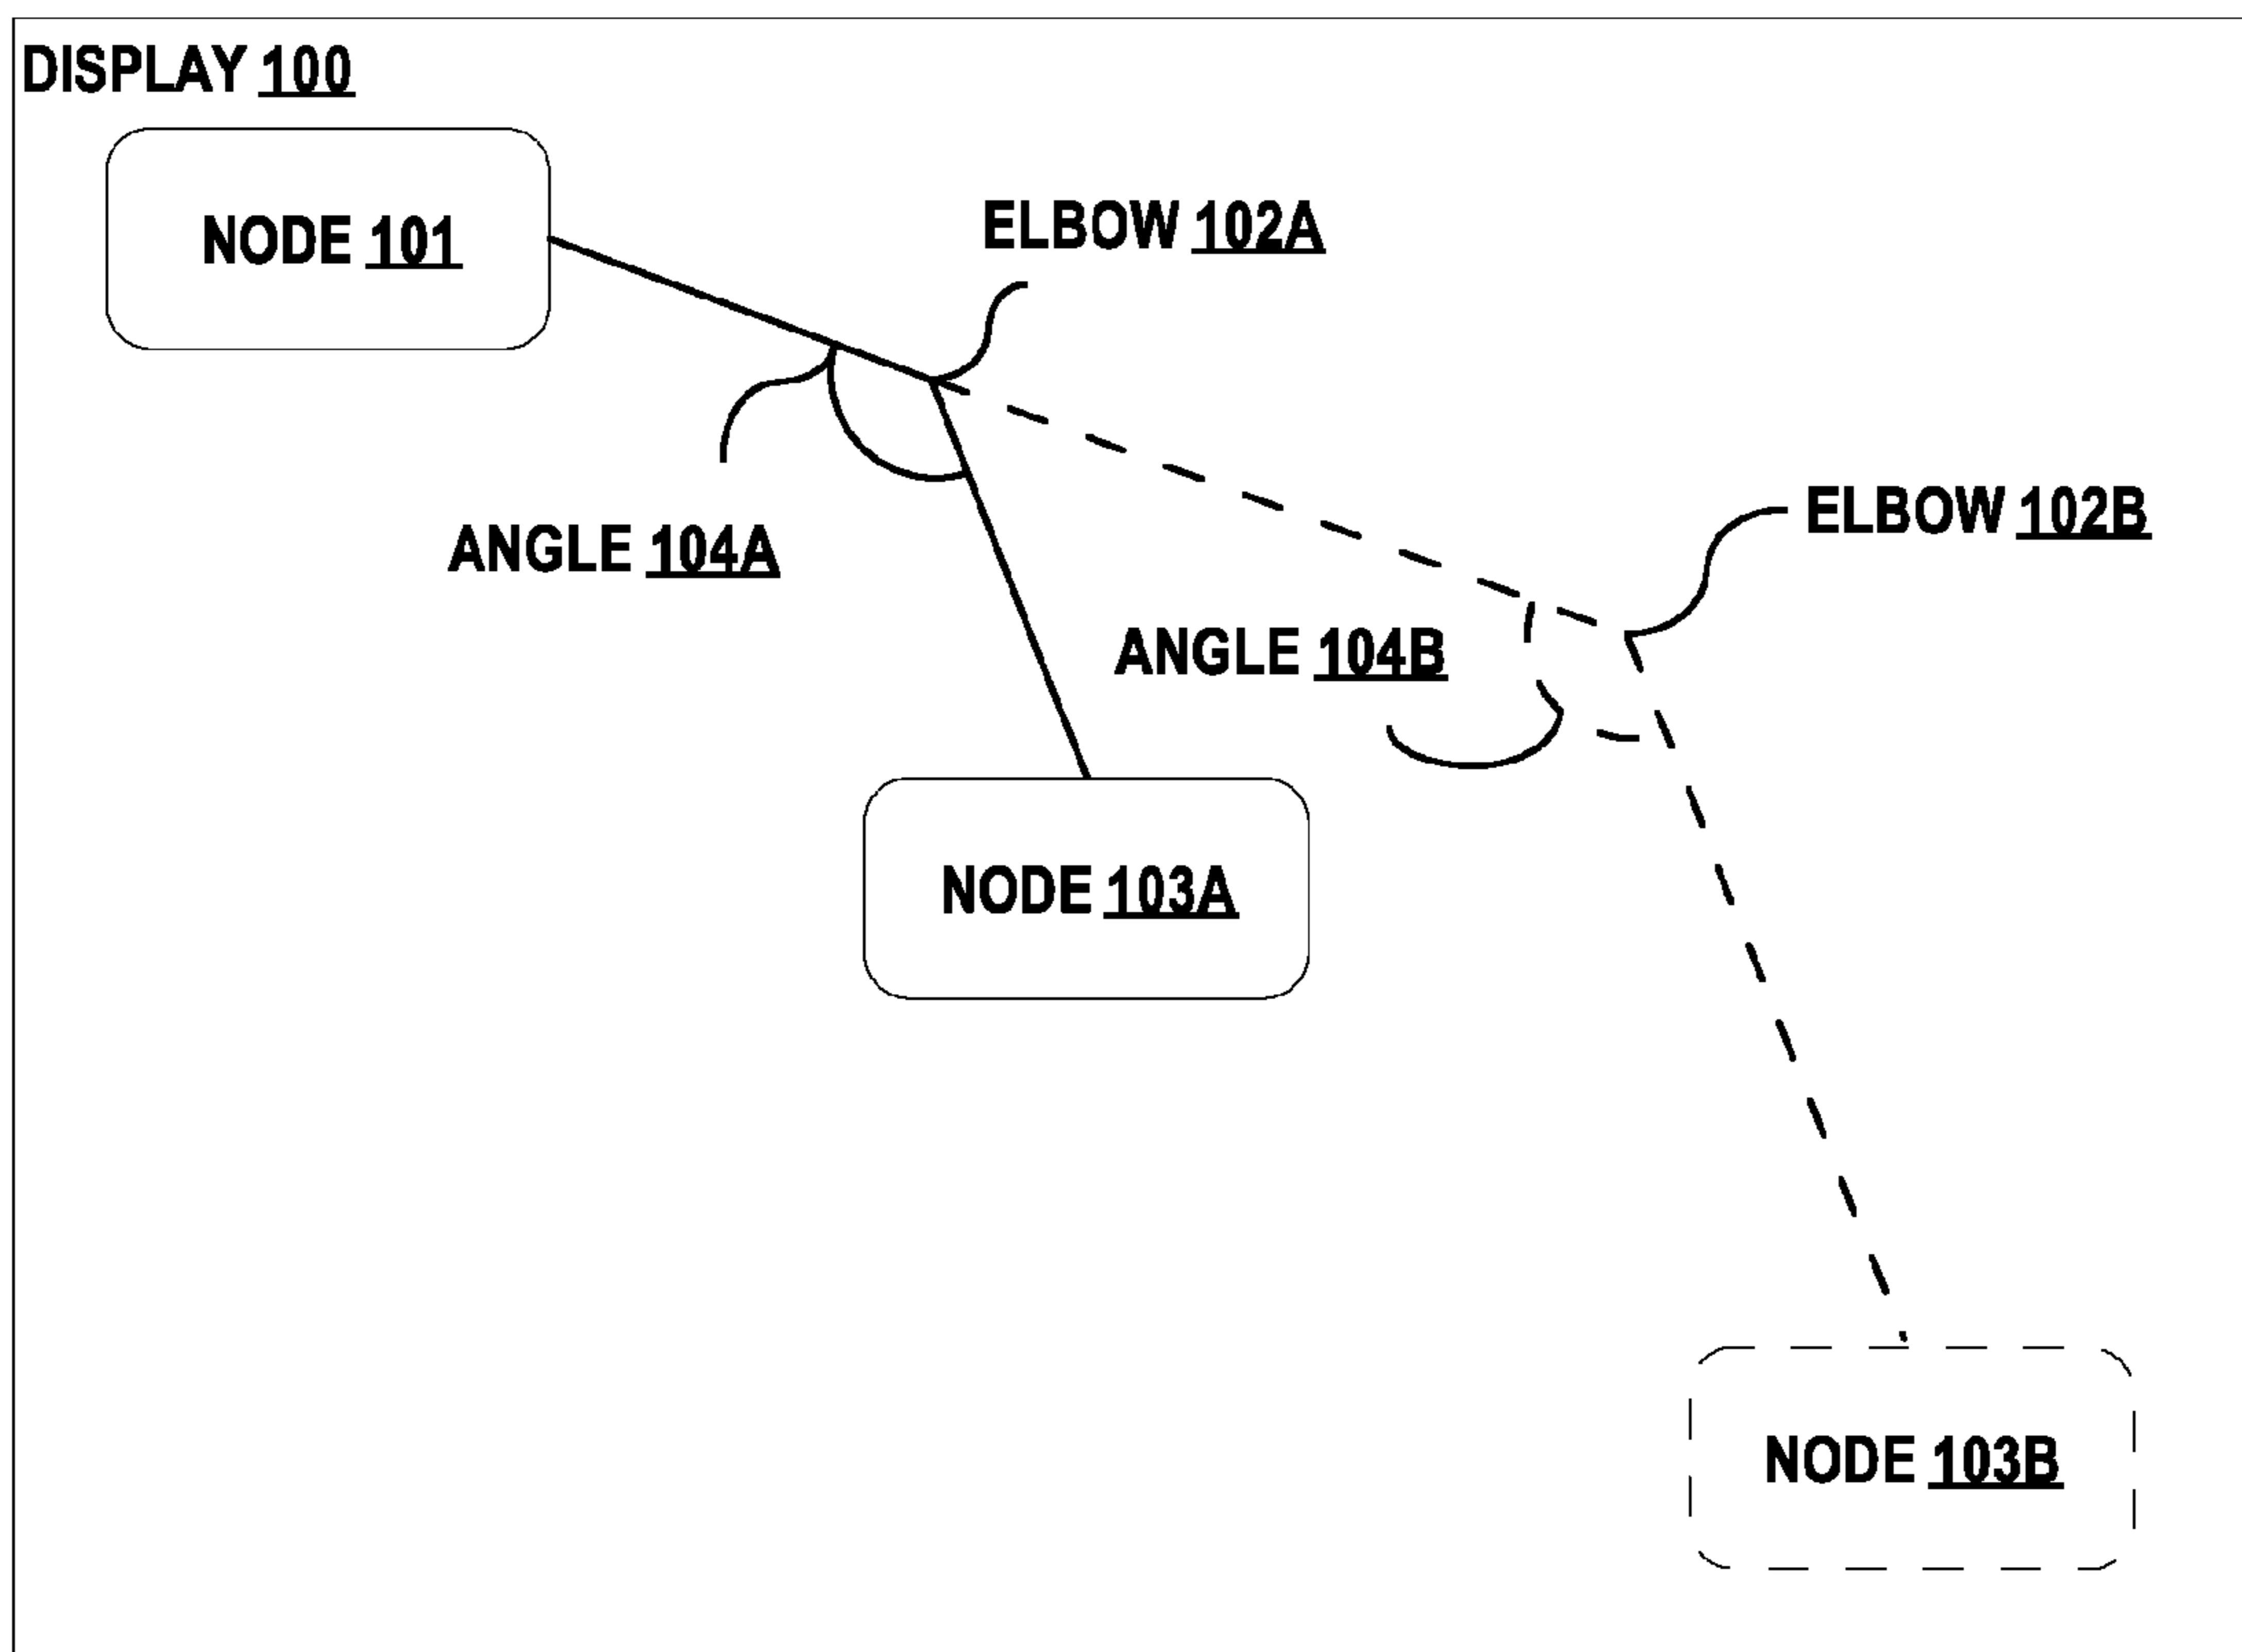 DISPLAY 100
NODE 101
ELBOW 102A
ELBOW 102B
ANGLE 104A
ANGLE 104B
NODE 103A
NODE 103B